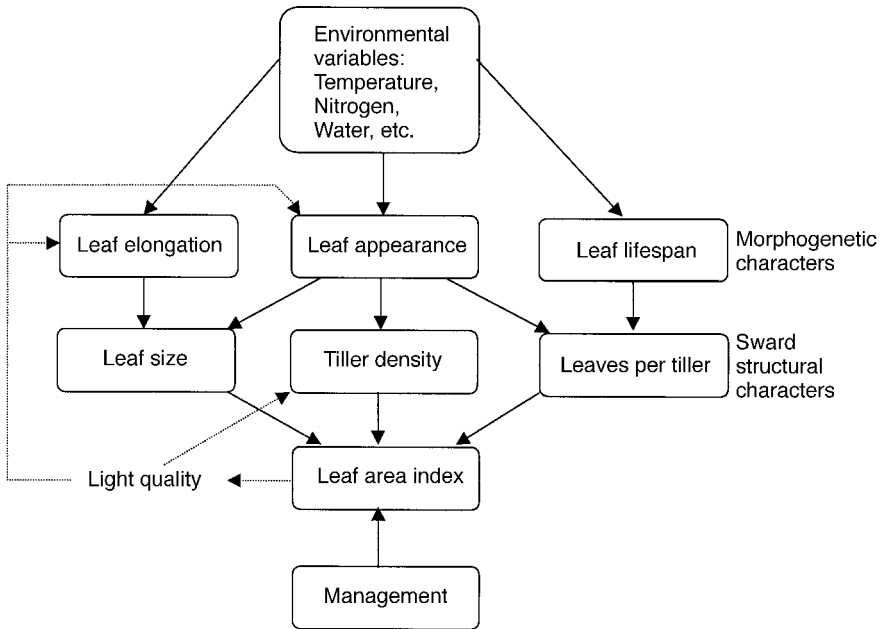 Environmental
variables:
Temperature,
Nitrogen,
Water, etc.
Leaf elongation
Leaf appearance
Leaf lifespan
Morphogenetic
characters
Leaf size
Tiller density
Leaves per tiller
Sward
structural
characters
Light quality
Leaf area index
Management